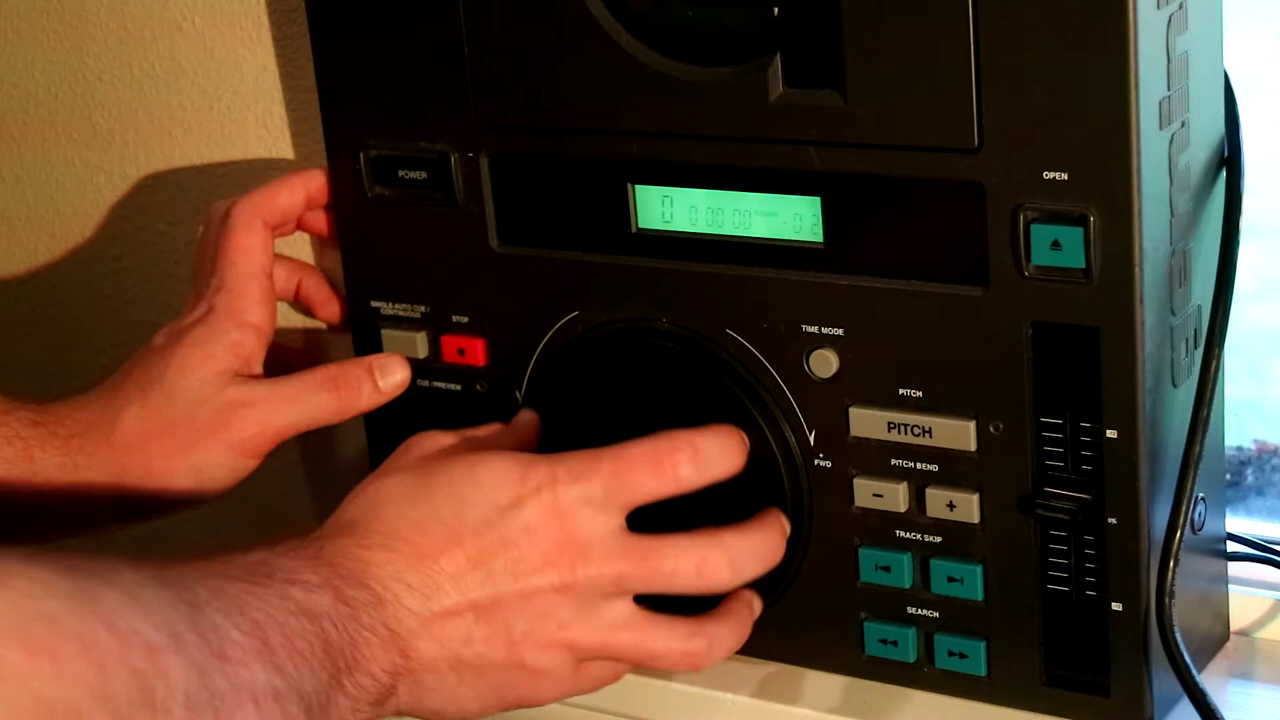 POWER
0 0:00:00 -02
OPEN
SINGLE-AUTO CUE /
CONTINUOUS
STOP
CUE / PREVIEW
TIME MODE
FWD
PITCH
PITCH
PITCH BEND
- +
TRACK SKIP
SEARCH